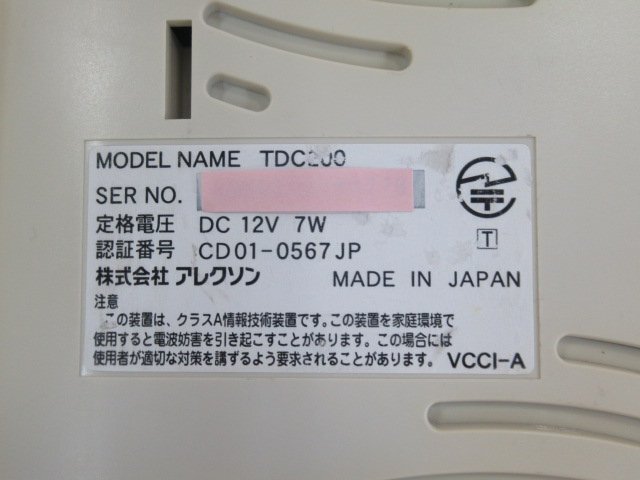 MODEL NAME TDC200
SER NO.
定格電圧 DC 12V 7W
認証番号 CD01-0567JP
T
株式会社 アレクソン MADE IN JAPAN
注意
この装置は、クラスA情報技術装置です。この装置を家庭環境で
使用すると電波妨害を引き起こすことがあります。この場合には
使用者が適切な対策を講ずるよう要求されることがあります。 VCCI-A